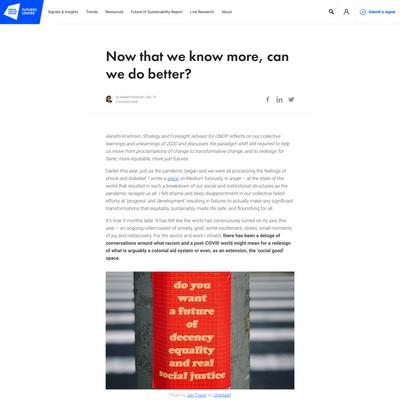 FUTURES
CENTRE
Signals & Insights
Trends
Resources
Future of Sustainability Report
Live Research
About
Submit a signal
Now that we know more, can
we do better?
by Aarathi Krishnan, Dec 10
5 minute read
Aarathi Krishnan, Strategy and Foresight Advisor for UNDP, reflects on our collective
learnings and unlearnings of 2020 and discusses the paradigm shift still required to help
us move from proclamations of change to transformative change, and to redesign for
fairer, more equitable, more just futures.
Earlier this year, just as the pandemic began and we were all processing the feelings of
shock and disbelief, I wrote a piece on Medium furiously in anger – at the state of the
world that resulted in such a breakdown of our social and institutional structures as the
pandemic ravaged us all. I felt shame and deep disappointment in our collective failed
efforts at 'progress' and 'development' resulting in failures to actually make any significant
transformations that equitably, sustainably made life safe, and flourishing for all.
It's now 9 months later. It has felt like the world has continuously turned on its axis this
year – an ongoing rollercoaster of anxiety, grief, some excitement, stress, small moments
of joy and rediscovery. For the sector and work I inhabit, there has been a deluge of
conversations around what racism and a post-COVID world might mean for a redesign
of what is arguably a colonial aid system or even, as an extension, the 'social good'
space.
do you
want
a future
of
decency
equality
and real
social justice
Photo by Jon Tyson on Unsplash